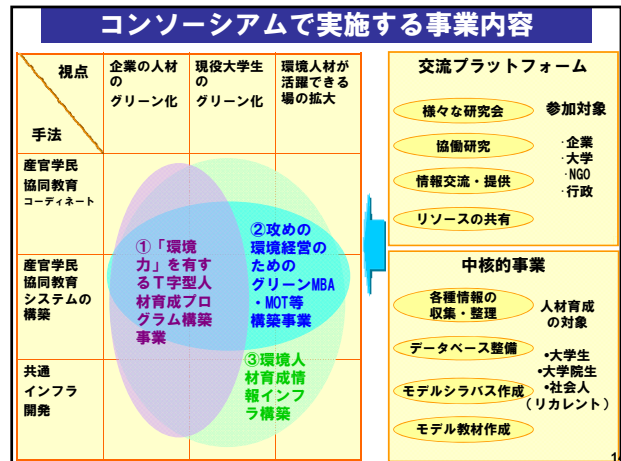 コンソーシアムで実施する事業内容
視点
手法
企業の人材
の
グリーン化
現役大学生
の
グリーン化
環境人材が
活躍できる
場の拡大
産官学民
協同教育
コーディネート
産官学民
協同教育
システムの
構築
共通
インフラ
開発
①「環境
力」を有す
るT字型人
材育成プロ
グラム構築
事業
②攻めの
環境経営の
ための
グリーンMBA
・MOT等
構築事業
③環境人
材育成情
報インフ
ラ構築
交流プラットフォーム
様々な研究会
協働研究
情報交流・提供
リソースの共有
参加対象
・企業
・大学
・NGO
・行政
中核的事業
各種情報の
収集・整理
データベース整備
モデルシラバス作成
モデル教材作成
人材育成
の対象
•大学生
•大学院生
•社会人
（リカレント）